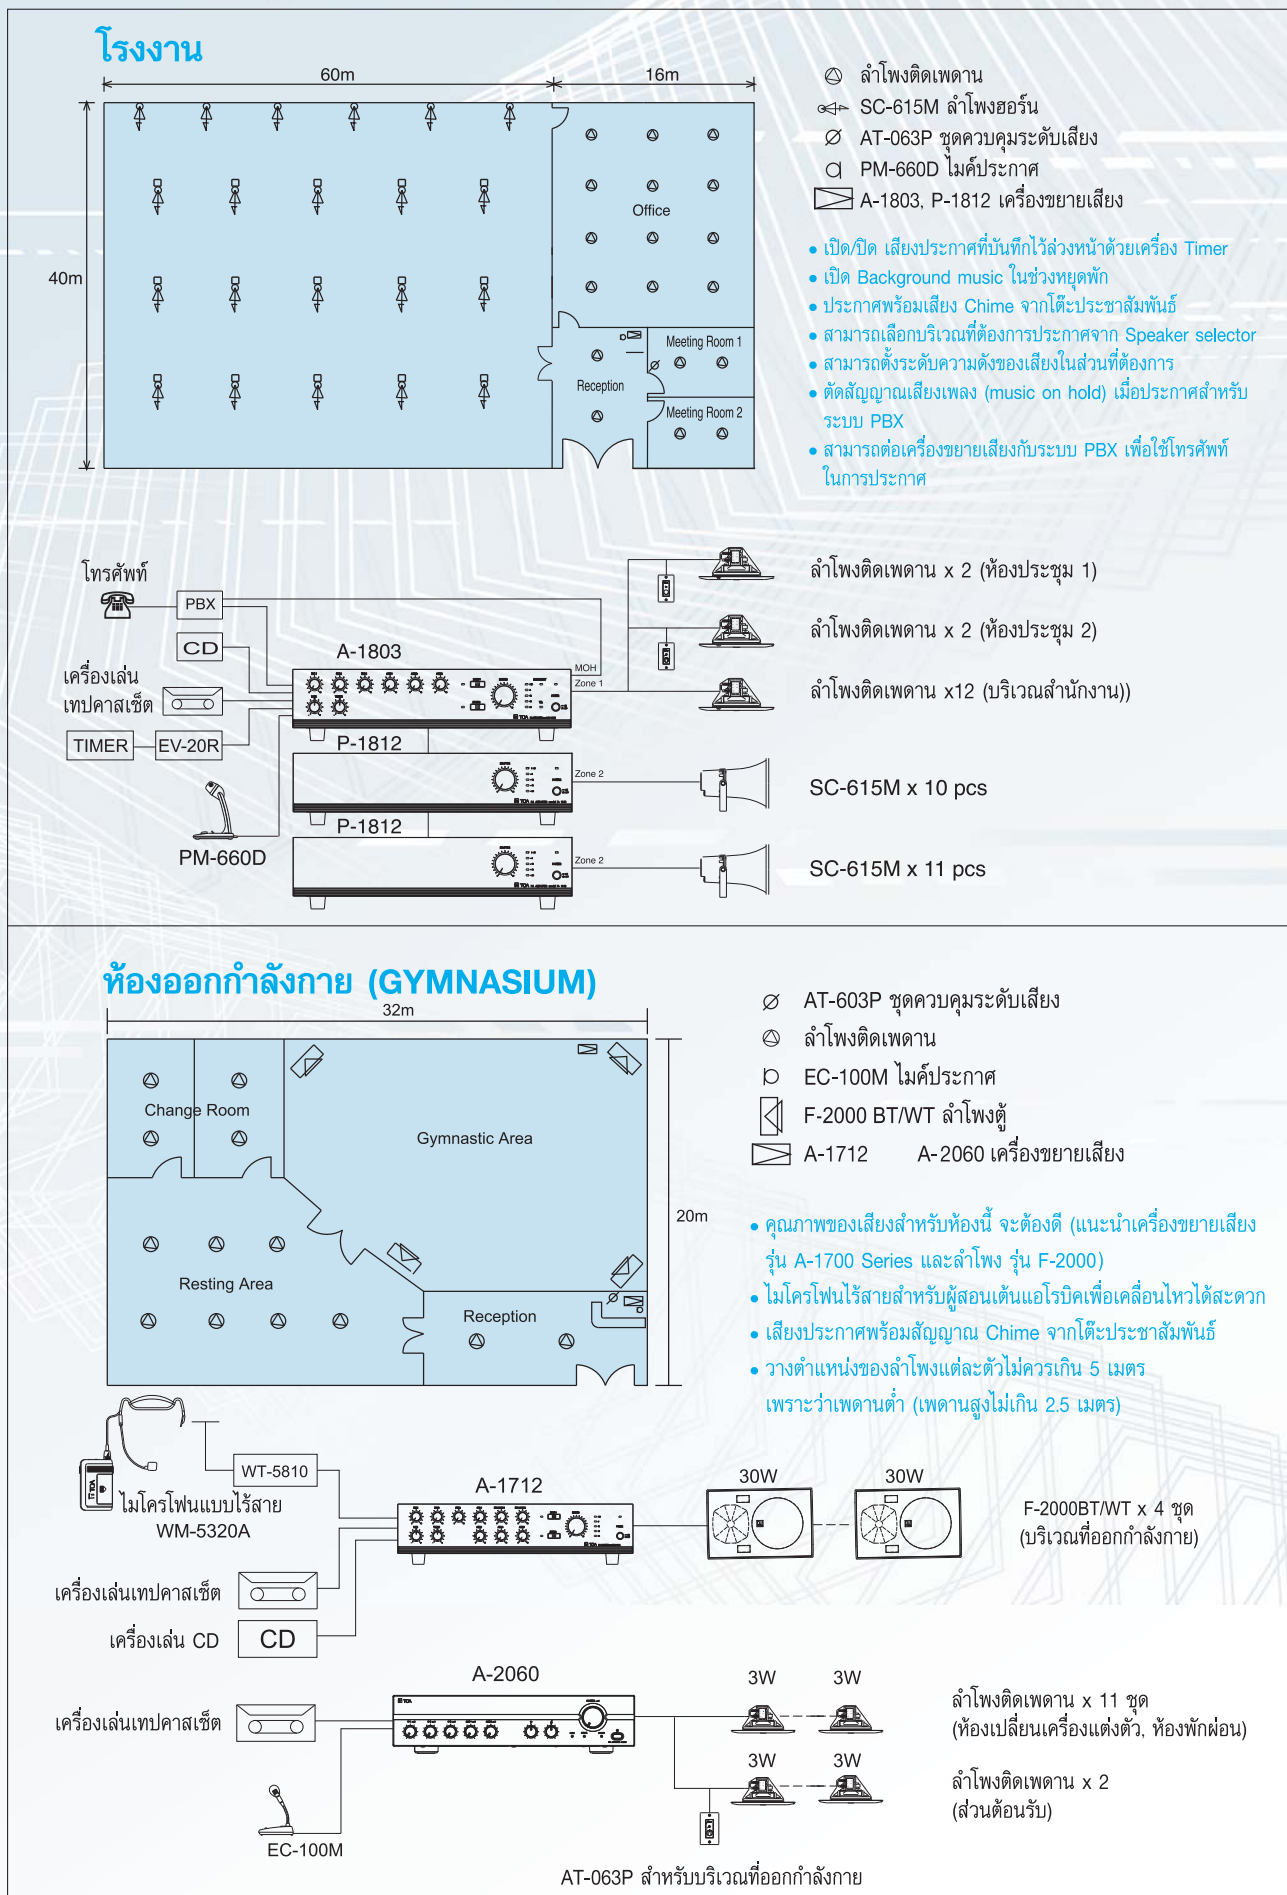 โรงงาน
60m
16m
40m
Office
Meeting Room 1
Reception
Meeting Room 2
ลำโพงติดเพดาน
SC-615M ลำโพงฮอร์น
AT-063P ชุดควบคุมระดับเสียง
PM-660D ไมค์ประกาศ
A-1803, P-1812 เครื่องขยายเสียง
• เปิด/ปิด เสียงประกาศที่บันทึกไว้ล่วงหน้าด้วยเครื่อง Timer
• เปิด Background music ในช่วงหยุดพัก
• ประกาศพร้อมเสียง Chime จากโต๊ะประชาสัมพันธ์
• สามารถเลือกบริเวณที่ต้องการประกาศจาก Speaker selector
• สามารถตั้งระดับความดังของเสียงในส่วนที่ต้องการ
• ตัดสัญญาณเสียงเพลง (music on hold) เมื่อประกาศสำหรับ
ระบบ PBX
• สามารถต่อเครื่องขยายเสียงกับระบบ PBX เพื่อใช้โทรศัพท์
ในการประกาศ
โทรศัพท์
PBX
CD
เครื่องเล่น
เทปคาสเซ็ต
TIMER
EV-20R
PM-660D
A-1803
MOH
Zone 1
TOA
P-1812
Zone 2
TOA
P-1812
Zone 2
TOA
ลำโพงติดเพดาน x 2 (ห้องประชุม 1)
ลำโพงติดเพดาน x 2 (ห้องประชุม 2)
ลำโพงติดเพดาน x12 (บริเวณสำนักงาน))
SC-615M x 10 pcs
SC-615M x 11 pcs
ห้องออกกำลังกาย (GYMNASIUM)
32m
20m
Change Room
Gymnastic Area
Resting Area
Reception
AT-603P ชุดควบคุมระดับเสียง
ลำโพงติดเพดาน
EC-100M ไมค์ประกาศ
F-2000 BT/WT ลำโพงตู้
A-1712 A-2060 เครื่องขยายเสียง
• คุณภาพของเสียงสำหรับห้องนี้ จะต้องดี (แนะนำเครื่องขยายเสียง
รุ่น A-1700 Series และลำโพง รุ่น F-2000)
• ไมโครโฟนไร้สายสำหรับผู้สอนเต้นแอโรบิคเพื่อเคลื่อนไหวได้สะดวก
• เสียงประกาศพร้อมสัญญาณ Chime จากโต๊ะประชาสัมพันธ์
• วางตำแหน่งของลำโพงแต่ละตัวไม่ควรเกิน 5 เมตร
เพราะว่าเพดานต่ำ (เพดานสูงไม่เกิน 2.5 เมตร)
TOA
WT-5810
ไมโครโฟนแบบไร้สาย
WM-5320A
เครื่องเล่นเทปคาสเซ็ต
เครื่องเล่น CD
CD
A-1712
30W
30W
F-2000BT/WT x 4 ชุด
(บริเวณที่ออกกำลังกาย)
A-2060
TOA
เครื่องเล่นเทปคาสเซ็ต
EC-100M
3W
3W
ลำโพงติดเพดาน x 11 ชุด
(ห้องเปลี่ยนเครื่องแต่งตัว, ห้องพักผ่อน)
3W
3W
ลำโพงติดเพดาน x 2
(ส่วนต้อนรับ)
AT-063P สำหรับบริเวณที่ออกกำลังกาย